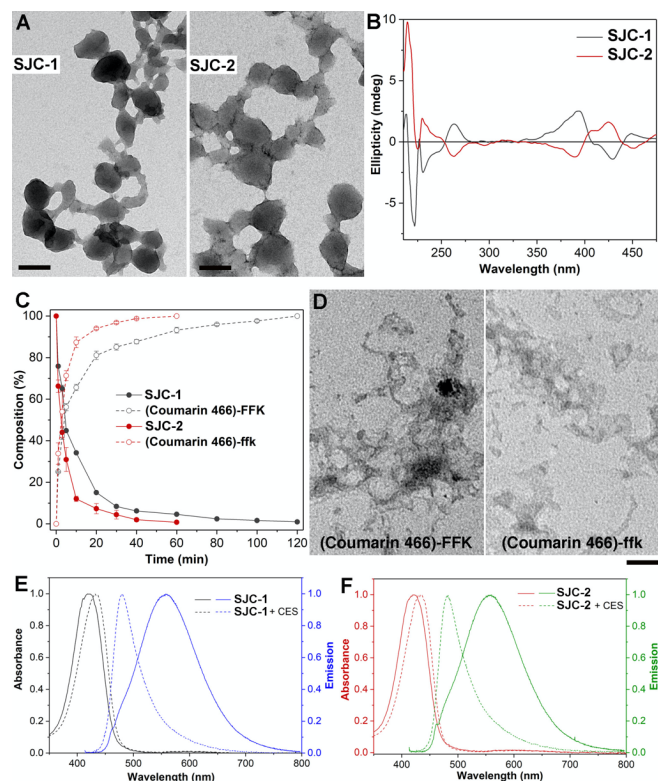 A
SJC-1
SJC-2
B
10
5
0
-5
Ellipticity (mdeg)
SJC-1
SJC-2
250
300
350
400
450
Wavelength (nm)
C
100
80
60
40
20
0
Composition (%)
SJC-1
(Coumarin 466)-FFK
SJC-2
(Coumarin 466)-ffk
0
20
40
60
80
100
120
Time (min)
D
(Coumarin 466)-FFK
(Coumarin 466)-ffk
E
1.0
0.8
0.6
0.4
0.2
0.0
Absorbance
SJC-1
SJC-1 + CES
1.0
0.8
0.6
0.4
0.2
0.0
Emission
400
500
600
700
800
Wavelength (nm)
F
1.0
0.8
0.6
0.4
0.2
0.0
Absorbance
SJC-2
SJC-2 + CES
1.0
0.8
0.6
0.4
0.2
0.0
Emission
400
500
600
700
800
Wavelength (nm)